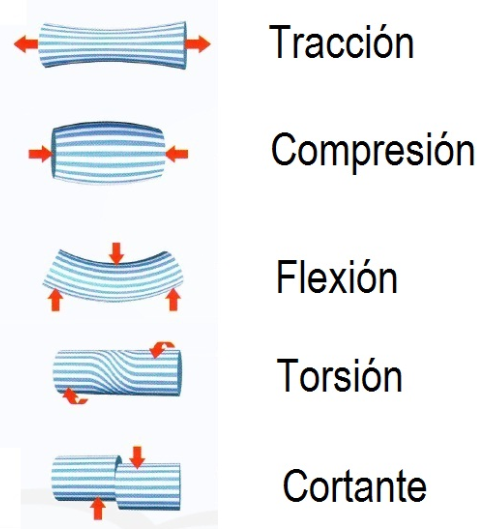 Tracción
Compresión
Flexión
Torsión
Cortante